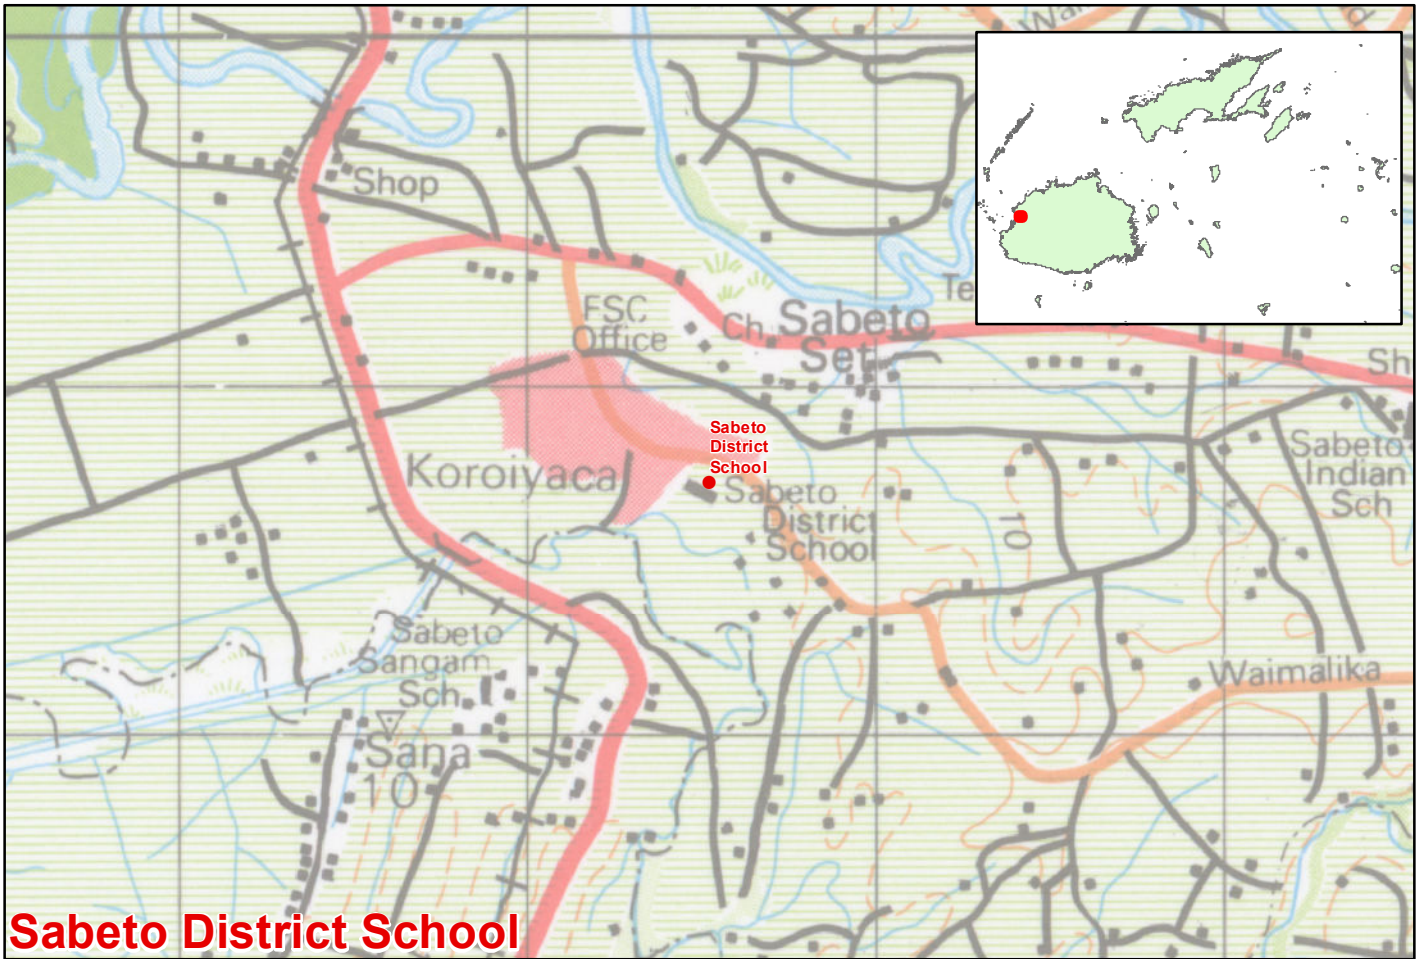 Wai
Shop
FSC
Office
Ch
Sabeto
Set
Te
Sh
Sabeto
District
School
Koroiyaca
Sabeto
District
School
Sabeto
Indian
Sch
10
Sabeto
Sangam
Sch
Waimalika
Sana
10
Sabeto District School